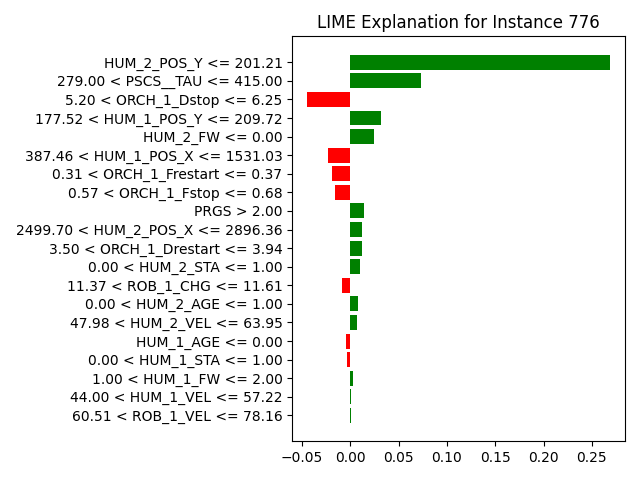 LIME Explanation for Instance 776
HUM_2_POS_Y <= 201.21
279.00 < PSCS__TAU <= 415.00
5.20 < ORCH_1_Dstop <= 6.25
177.52 < HUM_1_POS_Y <= 209.72
HUM_2_FW <= 0.00
387.46 < HUM_1_POS_X <= 1531.03
0.31 < ORCH_1_Frestart <= 0.37
0.57 < ORCH_1_Fstop <= 0.68
PRGS > 2.00
2499.70 < HUM_2_POS_X <= 2896.36
3.50 < ORCH_1_Drestart <= 3.94
0.00 < HUM_2_STA <= 1.00
11.37 < ROB_1_CHG <= 11.61
0.00 < HUM_2_AGE <= 1.00
47.98 < HUM_2_VEL <= 63.95
HUM_1_AGE <= 0.00
0.00 < HUM_1_STA <= 1.00
1.00 < HUM_1_FW <= 2.00
44.00 < HUM_1_VEL <= 57.22
60.51 < ROB_1_VEL <= 78.16
−0.05 0.00 0.05 0.10 0.15 0.20 0.25